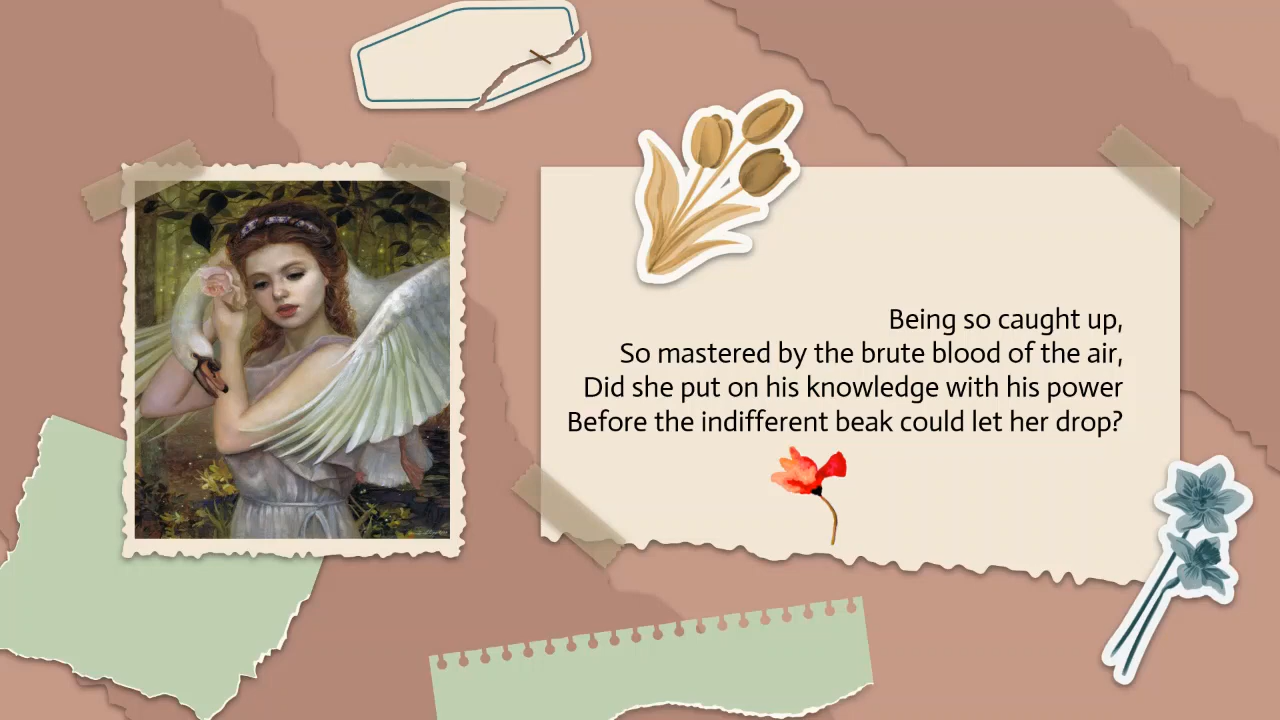 Being so caught up,
So mastered by the brute blood of the air,
Did she put on his knowledge with his power
Before the indifferent beak could let her drop?